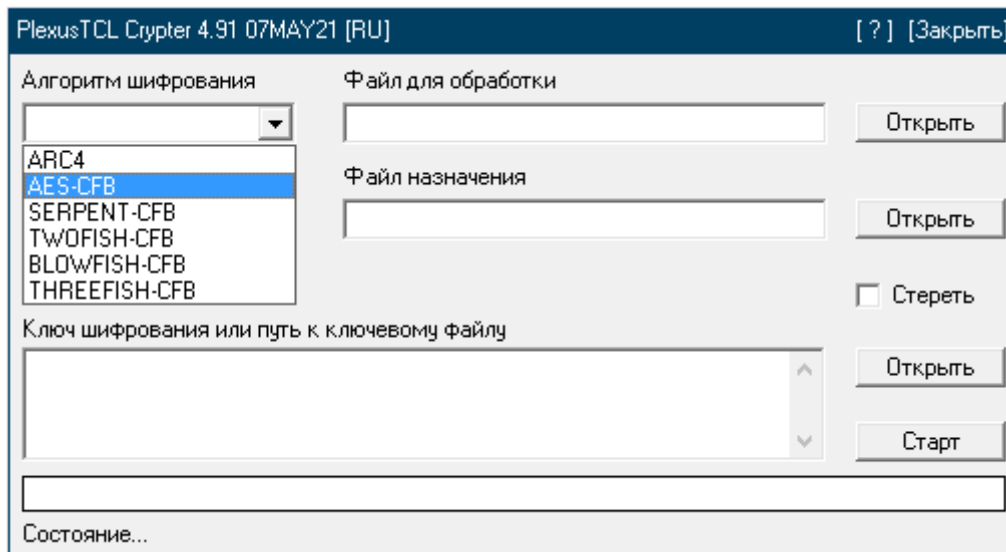 PlexusTCL Crypter 4.91 07MAY21 [RU] [ ? ] [Закрыть]
Алгоритм шифрования Файл для обработки
Открыть
ARC4
AES-CFB Файл назначения
SERPENT-CFB
TWOFISH-CFB Открыть
BLOWFISH-CFB
THREEFISH-CFB Стереть
Ключ шифрования или путь к ключевому файлу
Открыть
Старт
Состояние...